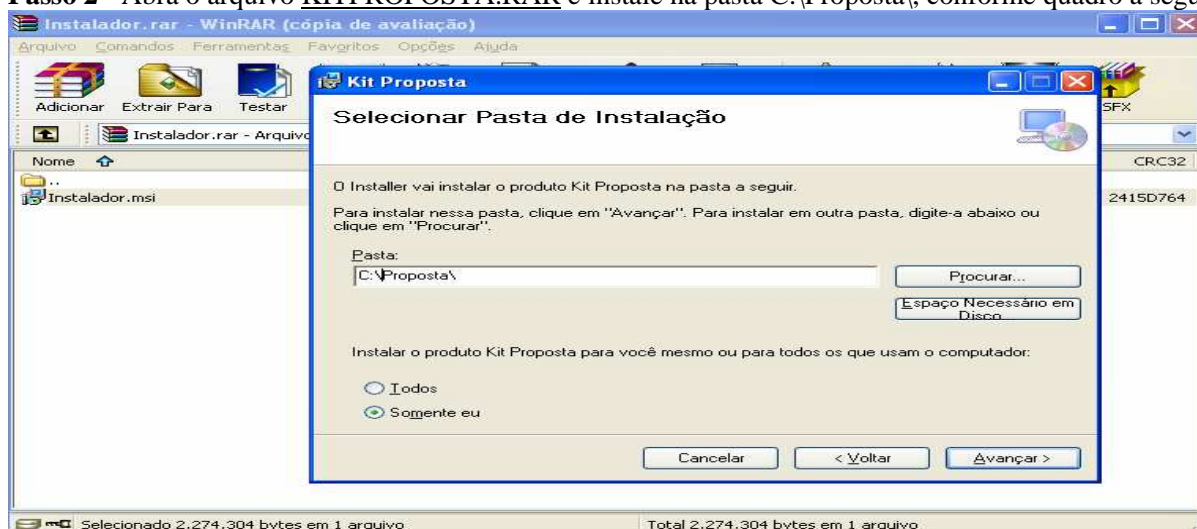 Passo 2 - Abra o arquivo KITPROPOSTA.RAR e instale na pasta C:\Proposta\, conforme quadro a segu
Instalador.rar - WinRAR (cópia de avaliação)
Arquivo Comandos Ferramentas Favoritos Opções Ajuda
Adicionar Extrair Para Testar SFX
Instalador.rar - Arquivo
Nome CRC32
..
Instalador.msi 2415D764
Kit Proposta
Selecionar Pasta de Instalação
O Installer vai instalar o produto Kit Proposta na pasta a seguir.
Para instalar nessa pasta, clique em "Avançar". Para instalar em outra pasta, digite-a abaixo ou
clique em "Procurar".
Pasta:
C:\Proposta\
Procurar...
Espaço Necessário em
Disco...
Instalar o produto Kit Proposta para você mesmo ou para todos os que usam o computador:
Todos
Somente eu
Cancelar < Voltar Avançar >
Selecionado 2.274.304 bytes em 1 arquivo Total 2.274.304 bytes em 1 arquivo